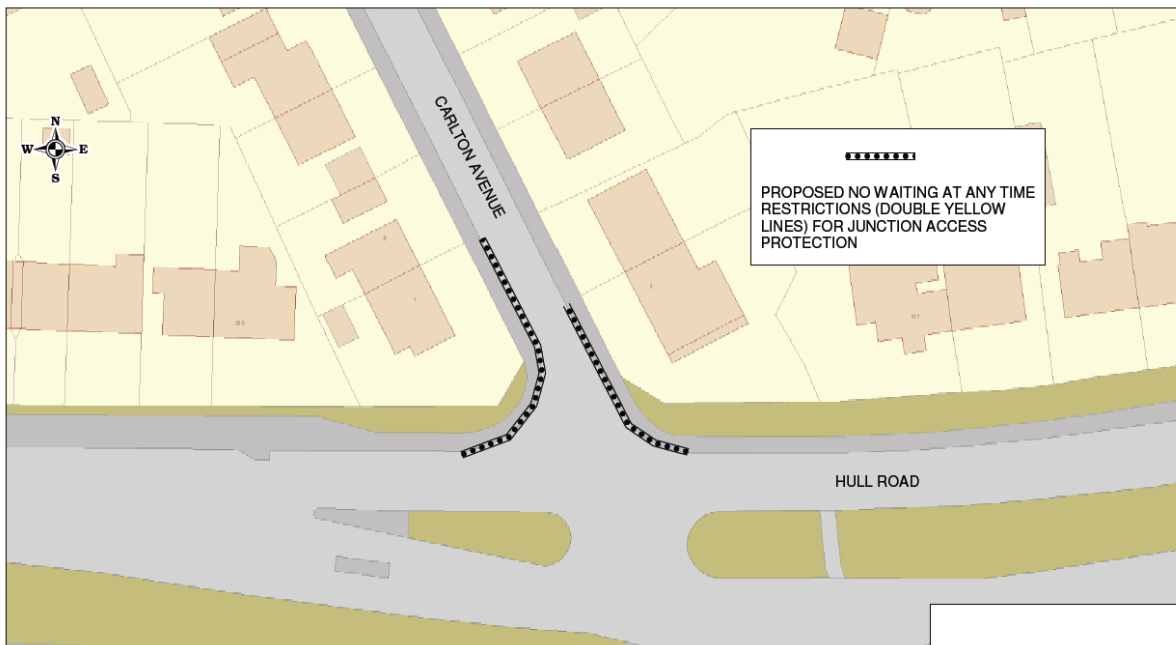 N
W E
S
CARLTON AVENUE
PROPOSED NO WAITING AT ANY TIME
RESTRICTIONS (DOUBLE YELLOW
LINES) FOR JUNCTION ACCESS
PROTECTION
HULL ROAD